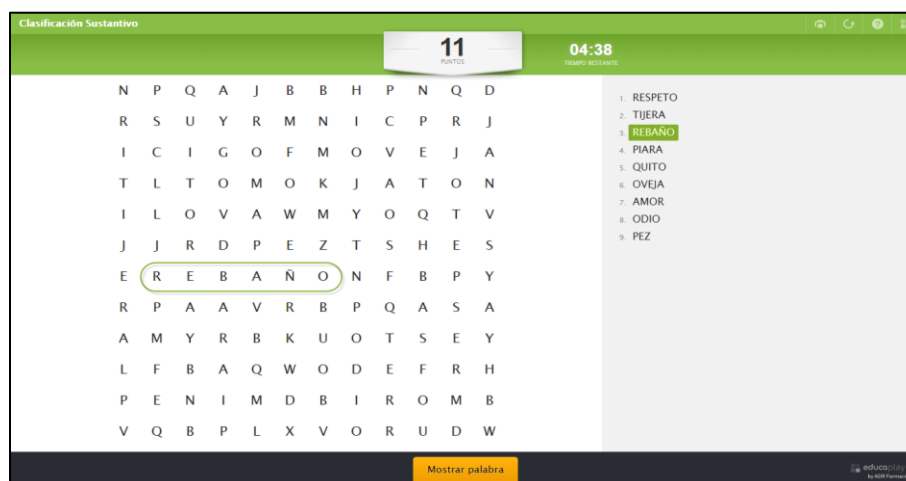 Clasificación Sustantivo
11
PUNTOS
04:38
TIEMPO RESTANTE
N P Q A J B B H P N Q D
R S U Y R M N I C P R J
I C I G O F M O V E J A
T L T O M O K J A T O N
I L O V A W M Y O Q T V
J J R D P E Z T S H E S
E R E B A Ñ O N F B P Y
R P A A V R B P Q A S A
A M Y R B K U O T S E Y
L F B A Q W O D E F R H
P E N I M D B I R O M B
V Q B P L X V O R U D W
1. RESPETO
2. TIJERA
3. REBAÑO
4. PIARA
5. QUITO
6. OVEJA
7. AMOR
8. ODIO
9. PEZ
Mostrar palabra
educaplay